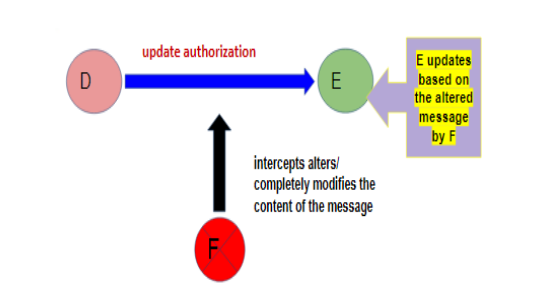 update authorization
D
E
E updates
based on
the altered
message
by F
intercepts alters/
completely modifies the
content of the message
F